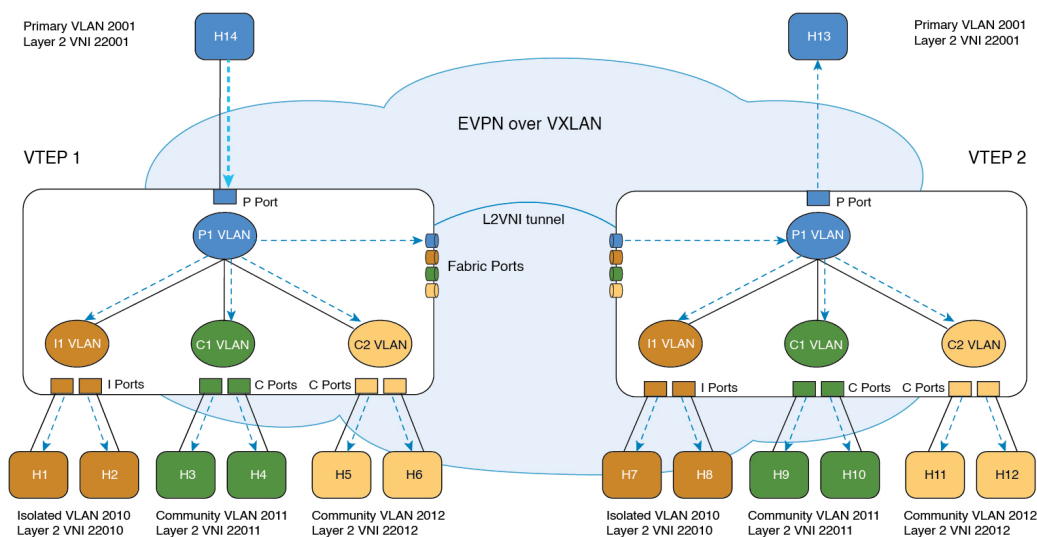 Primary VLAN 2001
Layer 2 VNI 22001
H14
H13
Primary VLAN 2001
Layer 2 VNI 22001
EVPN over VXLAN
VTEP 1
VTEP 2
P Port
P Port
P1 VLAN
L2VNI tunnel
P1 VLAN
Fabric Ports
I1 VLAN
C1 VLAN
C2 VLAN
I1 VLAN
C1 VLAN
C2 VLAN
I Ports
C Ports
C Ports
I Ports
C Ports
C Ports
H1
H2
H3
H4
H5
H6
H7
H8
H9
H10
H11
H12
Isolated VLAN 2010
Layer 2 VNI 22010
Community VLAN 2011
Layer 2 VNI 22011
Community VLAN 2012
Layer 2 VNI 22012
Isolated VLAN 2010
Layer 2 VNI 22010
Community VLAN 2011
Layer 2 VNI 22011
Community VLAN 2012
Layer 2 VNI 22012